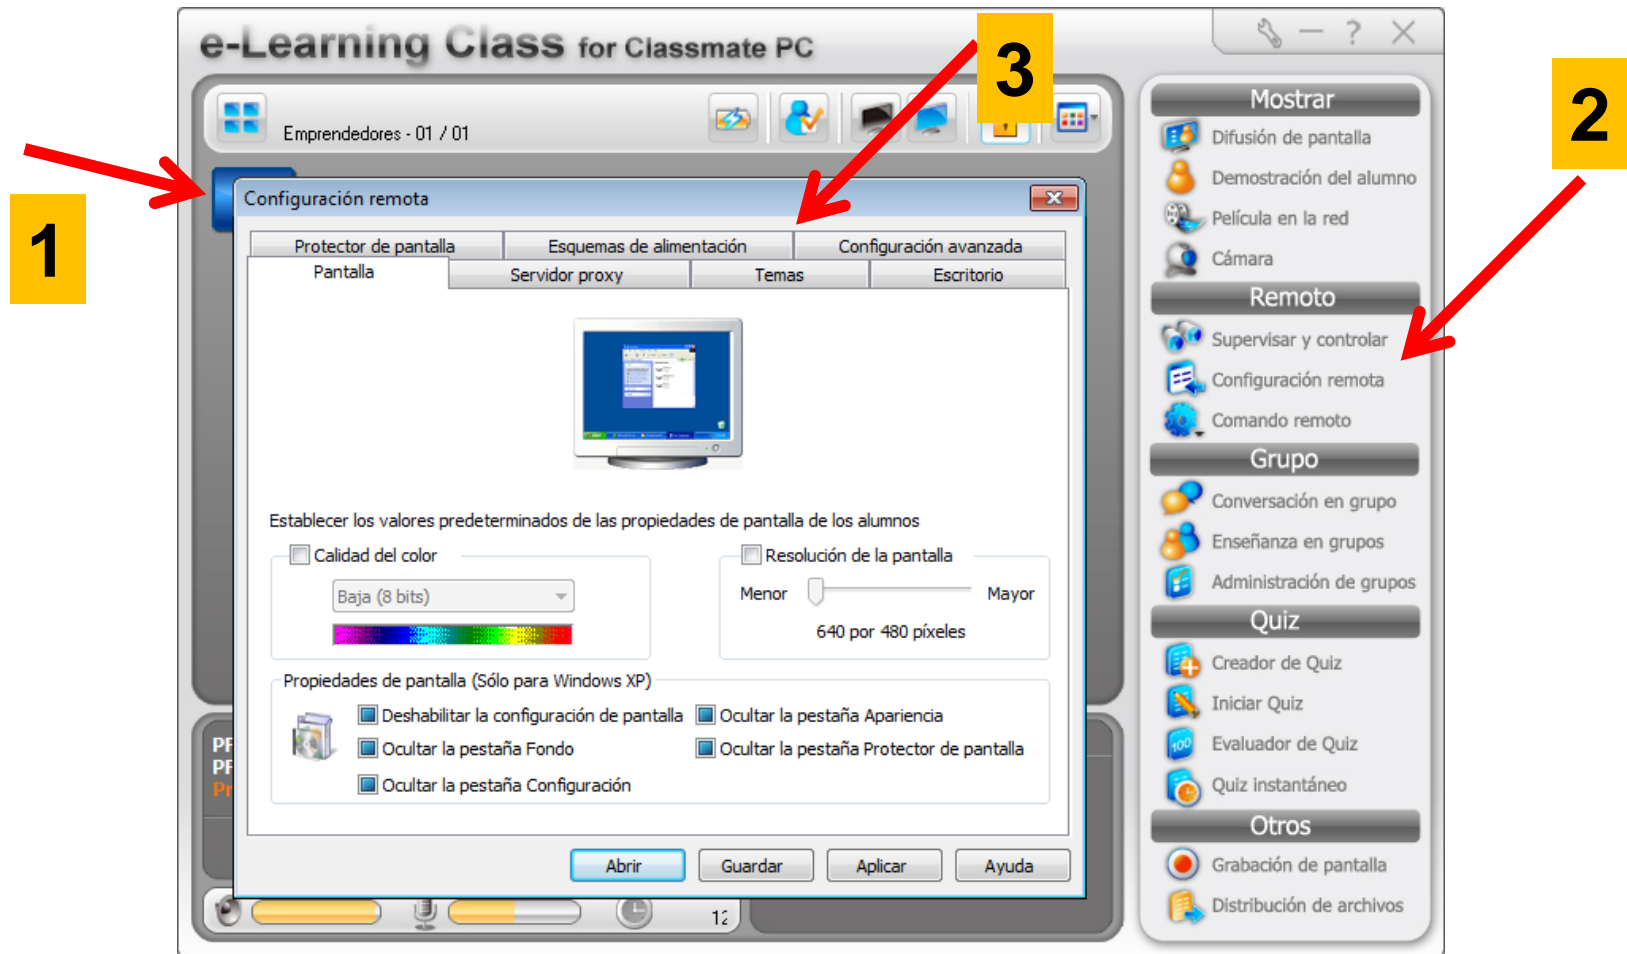 e-Learning Class for Classmate PC
?
3
2
1
Emprendedores - 01 / 01
Configuración remota
Protector de pantalla
Esquemas de alimentación
Configuración avanzada
Pantalla
Servidor proxy
Temas
Escritorio
Establecer los valores predeterminados de las propiedades de pantalla de los alumnos
Calidad del color
Baja (8 bits)
Resolución de la pantalla
Menor
Mayor
640 por 480 píxeles
Propiedades de pantalla (Sólo para Windows XP)
Deshabilitar la configuración de pantalla
Ocultar la pestaña Apariencia
Ocultar la pestaña Fondo
Ocultar la pestaña Protector de pantalla
Ocultar la pestaña Configuración
Abrir
Guardar
Aplicar
Ayuda
Mostrar
Difusión de pantalla
Demostración del alumno
Película en la red
Cámara
Remoto
Supervisar y controlar
Configuración remota
Comando remoto
Grupo
Conversación en grupo
Enseñanza en grupos
Administración de grupos
Quiz
Creador de Quiz
Iniciar Quiz
100
Evaluador de Quiz
Quiz instantáneo
Otros
Grabación de pantalla
Distribución de archivos